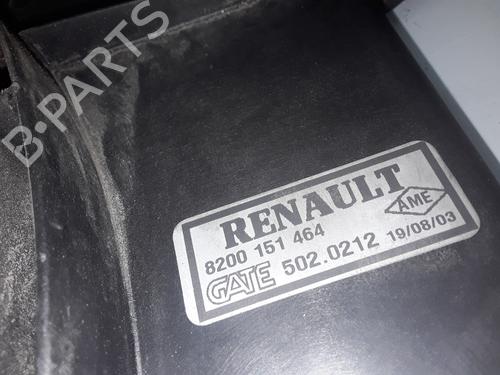 B-PARTS
RENAULT
8200 151 464
AME
GATE 502.0212 19/08/03